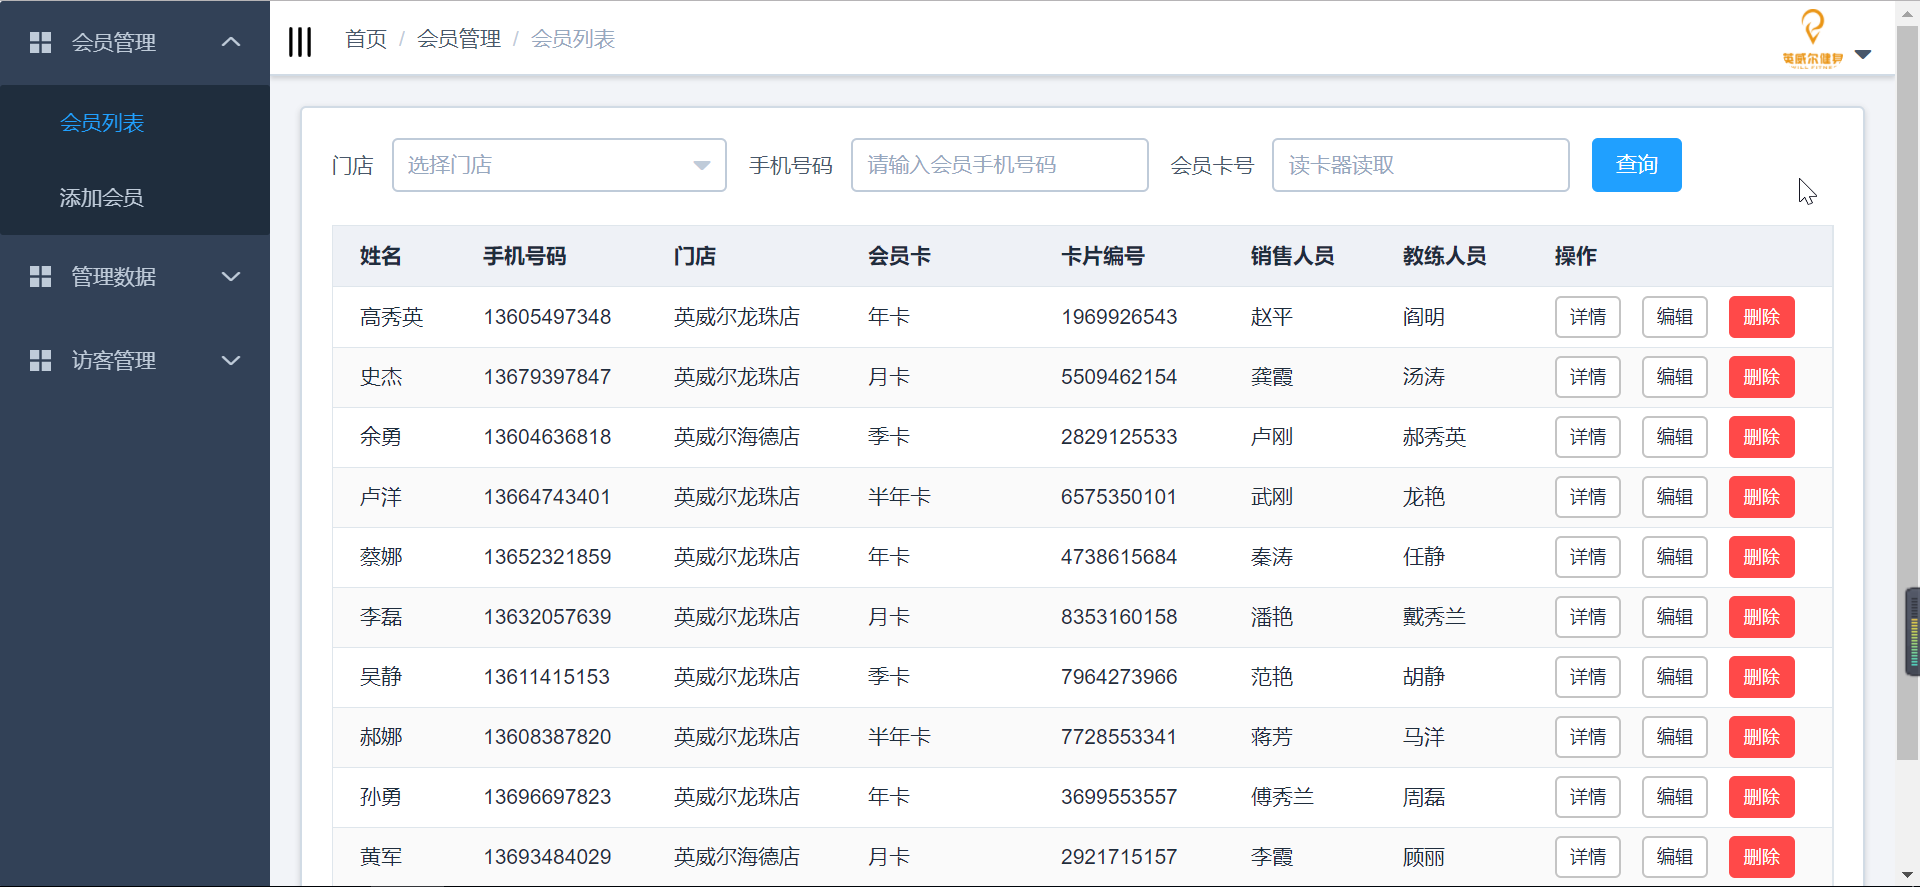 会员管理
会员列表
添加会员
管理数据
访客管理
首页 / 会员管理 / 会员列表
英威尔健身
门店 选择门店 手机号码 请输入会员手机号码 会员卡号 读卡器读取 查询
姓名 手机号码 门店 会员卡 卡片编号 销售人员 教练人员 操作
高秀英 13605497348 英威尔龙珠店 年卡 1969926543 赵平 阎明 详情 编辑 删除
史杰 13679397847 英威尔龙珠店 月卡 5509462154 龚霞 汤涛 详情 编辑 删除
余勇 13604636818 英威尔海德店 季卡 2829125533 卢刚 郝秀英 详情 编辑 删除
卢洋 13664743401 英威尔龙珠店 半年卡 6575350101 武刚 龙艳 详情 编辑 删除
蔡娜 13652321859 英威尔龙珠店 年卡 4738615684 秦涛 任静 详情 编辑 删除
李磊 13632057639 英威尔龙珠店 月卡 8353160158 潘艳 戴秀兰 详情 编辑 删除
吴静 13611415153 英威尔龙珠店 季卡 7964273966 范艳 胡静 详情 编辑 删除
郝娜 13608387820 英威尔龙珠店 半年卡 7728553341 蒋芳 马洋 详情 编辑 删除
孙勇 13696697823 英威尔龙珠店 年卡 3699553557 傅秀兰 周磊 详情 编辑 删除
黄军 13693484029 英威尔海德店 月卡 2921715157 李霞 顾丽 详情 编辑 删除